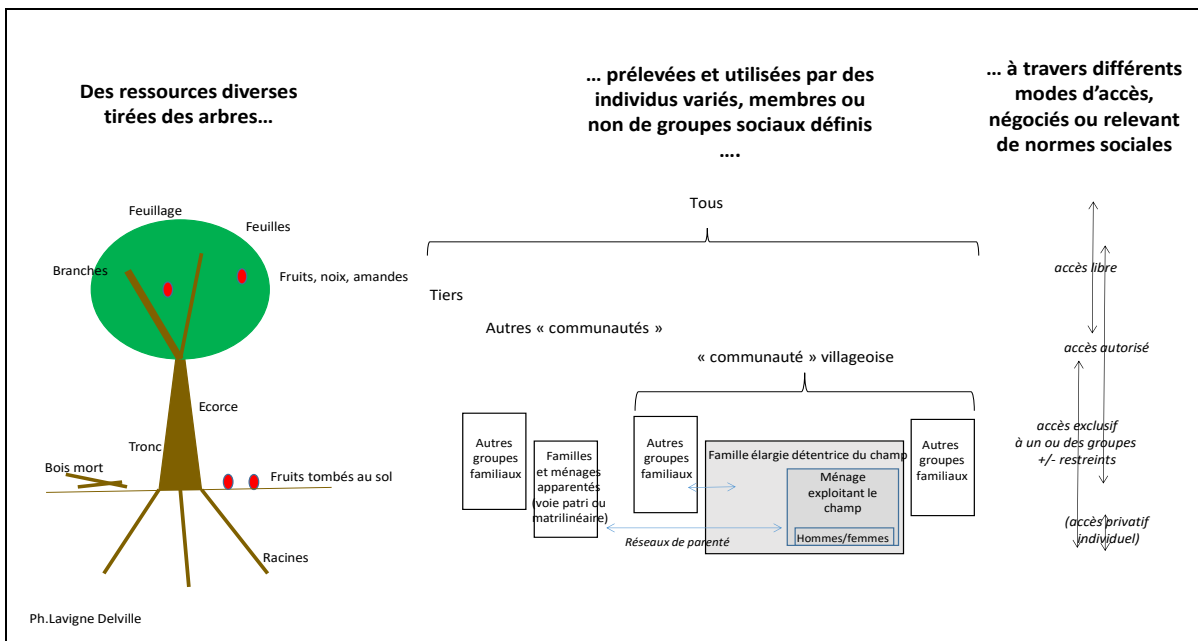 Des ressources diverses
tirées des arbres…
… prélevées et utilisées par des
individus variés, membres ou
non de groupes sociaux définis
….
… à travers différents
modes d’accès,
négociés ou relevant
de normes sociales
Feuillage
Feuilles
Branches
Fruits, noix, amandes
Ecorce
Tronc
Bois mort
Fruits tombés au sol
Racines
Tous
Tiers
Autres « communautés »
« communauté » villageoise
Autres
groupes
familiaux
Familles
et ménages
apparentés
(voie patri ou
matrilinéaire)
Autres
groupes
familiaux
Famille élargie détentrice du champ
Ménage
exploitant le
champ
Hommes/femmes
Autres
groupes
familiaux
Réseaux de parenté
accès libre
accès autorisé
accès exclusif
à un ou des groupes
+/- restreints
(accès privatif
individuel)
Ph.Lavigne Delville